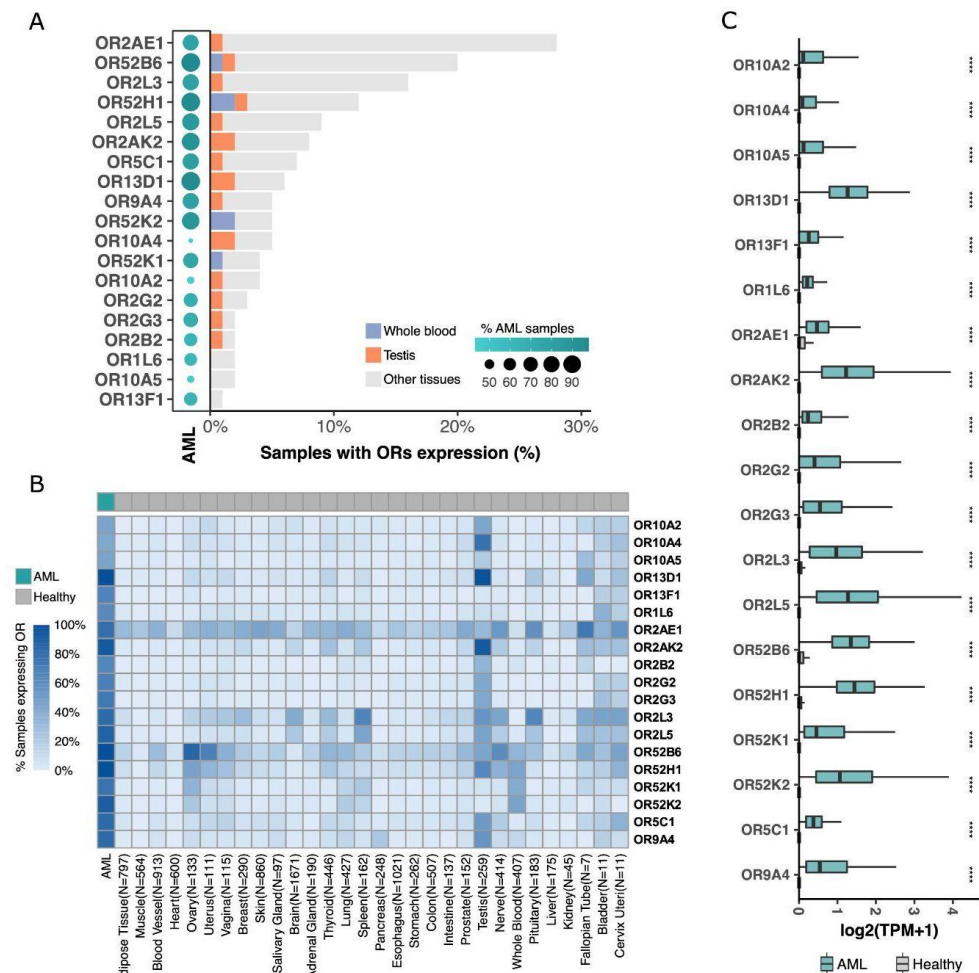 A
OR2AE1
OR52B6
OR2L3
OR52H1
OR2L5
OR2AK2
OR5C1
OR13D1
OR9A4
OR52K2
OR10A4
OR52K1
OR10A2
OR2G2
OR2G3
OR2B2
OR1L6
OR10A5
OR13F1
AML
0% 10% 20% 30%
Samples with ORs expression (%)
Whole blood
Testis
Other tissues
% AML samples
50 60 70 80 90
B
AML
Healthy
% Samples expressing OR
100%
80%
60%
40%
20%
0%
OR10A2
OR10A4
OR10A5
OR13D1
OR13F1
OR1L6
OR2AE1
OR2AK2
OR2B2
OR2G2
OR2G3
OR2L3
OR2L5
OR52B6
OR52H1
OR52K1
OR52K2
OR5C1
OR9A4
AML
dipose Tissue(N=797)
Muscle(N=564)
Blood Vessel(N=913)
Heart(N=600)
Ovary(N=133)
Uterus(N=111)
Vagina(N=115)
Breast(N=290)
Skin(N=860)
Salivary Gland(N=97)
Brain(N=1671)
Adrenal Gland(N=190)
Thyroid(N=446)
Lung(N=427)
Spleen(N=162)
Pancreas(N=248)
Esophagus(N=1021)
Stomach(N=262)
Colon(N=507)
Intestine(N=137)
Prostate(N=152)
Testis(N=259)
Nerve(N=414)
Whole Blood(N=407)
Pituitary(N=183)
Liver(N=175)
Kidney(N=45)
Fallopian Tube(N=7)
Bladder(N=11)
Cervix Uteri(N=11)
C
OR10A2 ****
OR10A4 ****
OR10A5 ****
OR13D1 ****
OR13F1 ****
OR1L6 ****
OR2AE1 ****
OR2AK2 ****
OR2B2 ****
OR2G2 ****
OR2G3 ****
OR2L3 ****
OR2L5 ****
OR52B6 ****
OR52H1 ****
OR52K1 ****
OR52K2 ****
OR5C1 ****
OR9A4 ****
0 1 2 3 4
log2(TPM+1)
AML Healthy